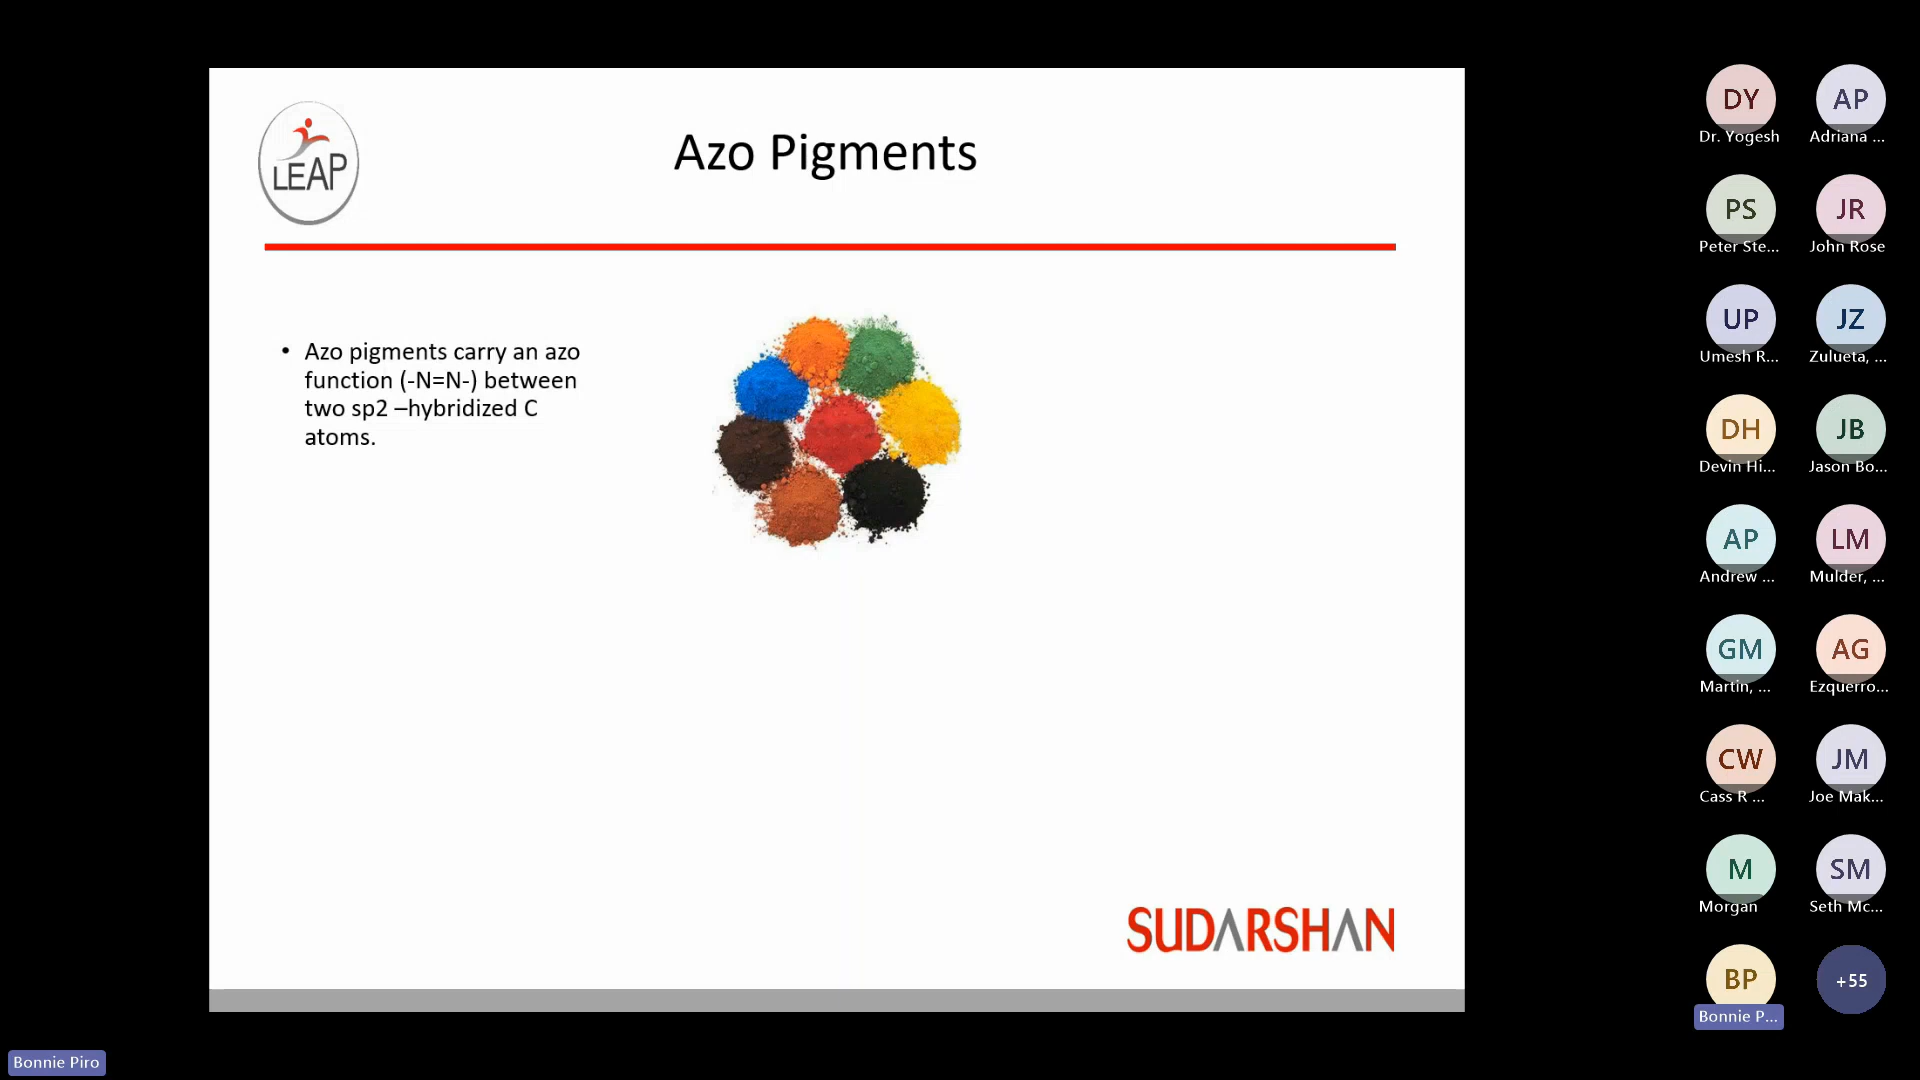 LEAP
Azo Pigments
• Azo pigments carry an azo
function (-N=N-) between
two sp2 –hybridized C
atoms.
SUDARSHAN
DY
Dr. Yogesh
AP
Adriana ...
PS
Peter Ste...
JR
John Rose
UP
Umesh R...
JZ
Zulueta, ...
DH
Devin Hi...
JB
Jason Bo...
AP
Andrew ...
LM
Mulder, ...
GM
Martin, ...
AG
Ezquerro...
CW
Cass R ...
JM
Joe Mak...
M
Morgan
SM
Seth Mc...
BP
Bonnie P...
+55
Bonnie Piro